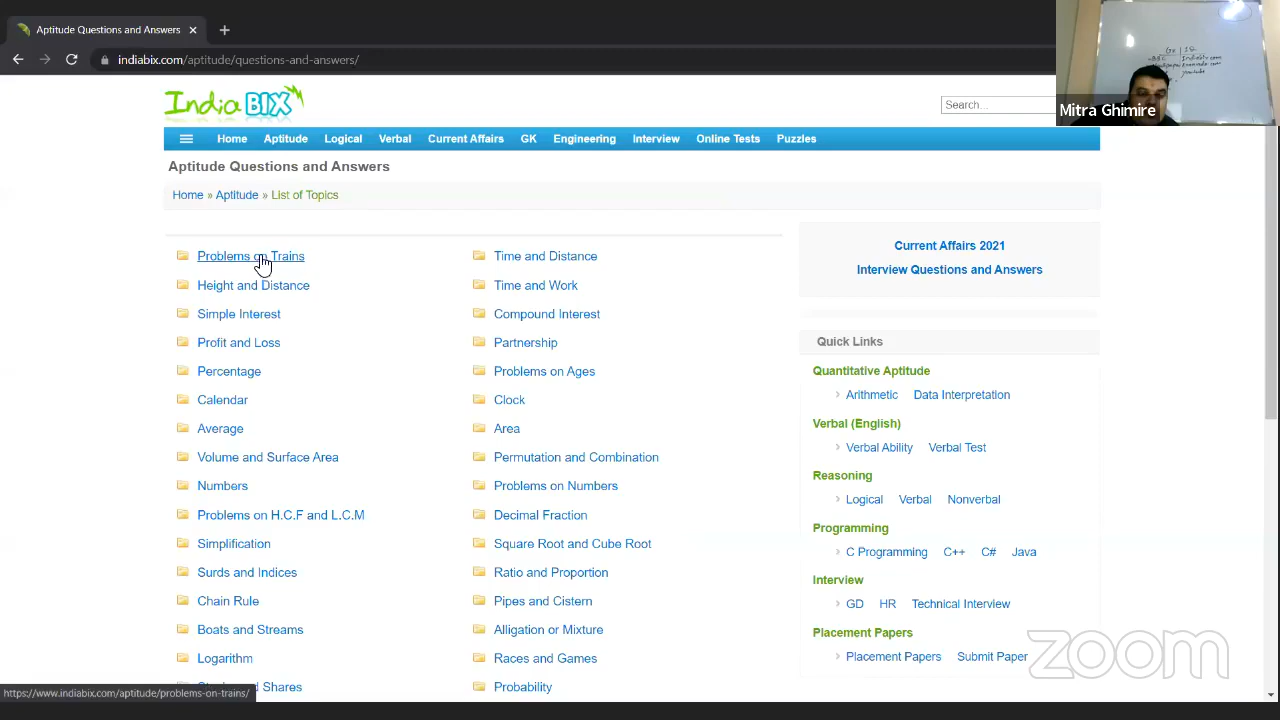 Aptitude Questions and Answers
indiabix.com/aptitude/questions-and-answers/
Mitra Ghimire
India BIX
Search...
Home Aptitude Logical Verbal Current Affairs GK Engineering Interview Online Tests Puzzles
Aptitude Questions and Answers
Home » Aptitude » List of Topics
Problems on Trains
Height and Distance
Simple Interest
Profit and Loss
Percentage
Calendar
Average
Volume and Surface Area
Numbers
Problems on H.C.F and L.C.M
Simplification
Surds and Indices
Chain Rule
Boats and Streams
Logarithm
Time and Distance
Time and Work
Compound Interest
Partnership
Problems on Ages
Clock
Area
Permutation and Combination
Problems on Numbers
Decimal Fraction
Square Root and Cube Root
Ratio and Proportion
Pipes and Cistern
Alligation or Mixture
Races and Games
Probability
Current Affairs 2021
Interview Questions and Answers
Quick Links
Quantitative Aptitude
Arithmetic Data Interpretation
Verbal (English)
Verbal Ability Verbal Test
Reasoning
Logical Verbal Nonverbal
Programming
C Programming C++ C# Java
Interview
GD HR Technical Interview
Placement Papers
Placement Papers Submit Paper
zoom
https://www.indiabix.com/aptitude/problems-on-trains/